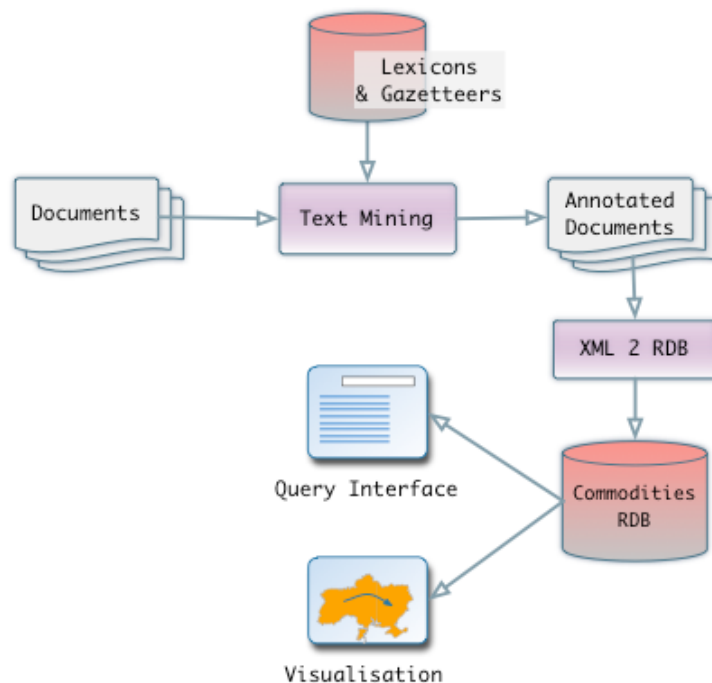 Lexicons
& Gazetteers
Documents
Text Mining
Annotated
Documents
XML 2 RDB
Query Interface
Commodities
RDB
Visualisation